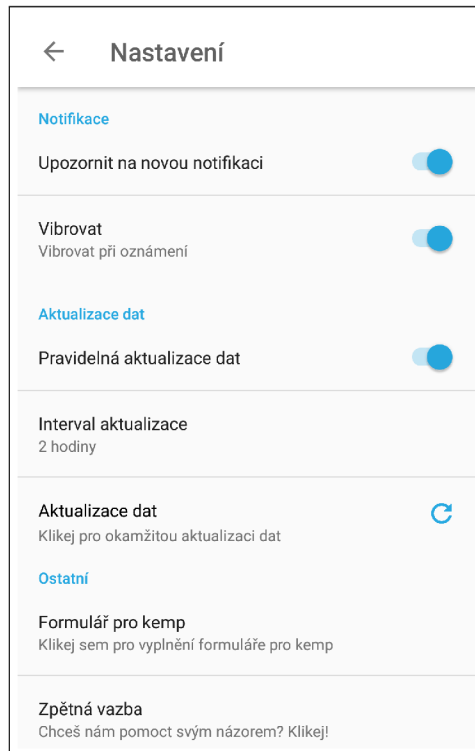 Nastavení
Notifikace
Upozornit na novou notifikaci
Vibrovat
Vibrovat při oznámení
Aktualizace dat
Pravidelná aktualizace dat
Interval aktualizace
2 hodiny
Aktualizace dat
Klikej pro okamžitou aktualizaci dat
Ostatní
Formulář pro kemp
Klikej sem pro vyplnění formuláře pro kemp
Zpětná vazba
Chceš nám pomoct svým názorem? Klikej!